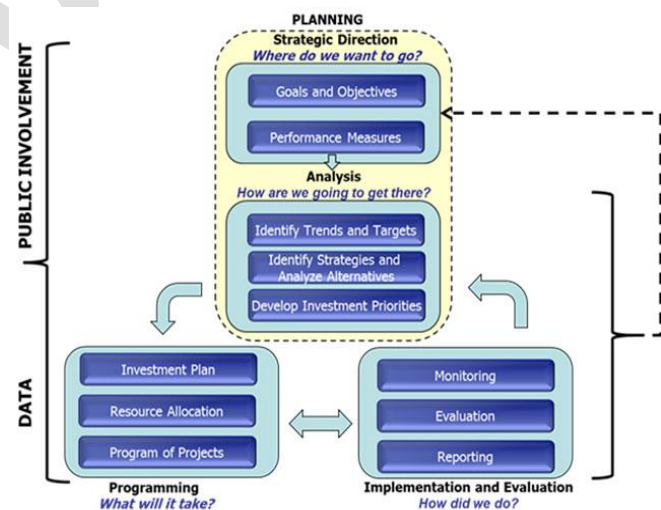 PLANNING
Strategic Direction
Where do we want to go?
Goals and Objectives
Performance Measures
Analysis
How are we going to get there?
Identify Trends and Targets
Identify Strategies and
Analyze Alternatives
Develop Investment Priorities
PUBLIC INVOLVEMENT
DATA
Investment Plan
Resource Allocation
Program of Projects
Programming
What will it take?
Monitoring
Evaluation
Reporting
Implementation and Evaluation
How did we do?